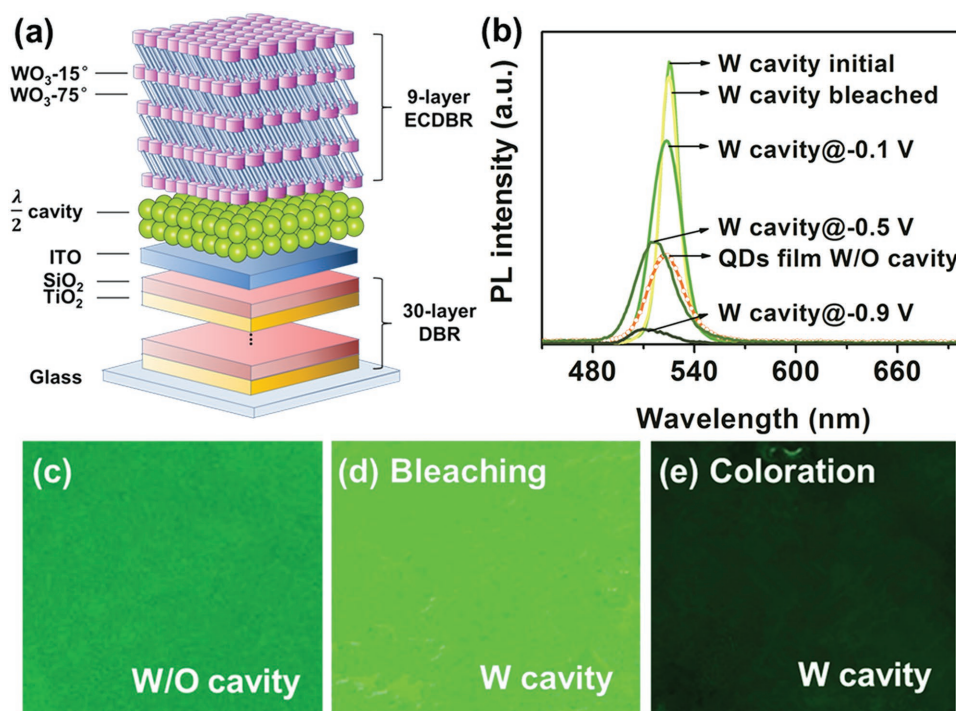 (a)
WO₃-15°
WO₃-75°
9-layer
ECDBR
λ/2 cavity
ITO
SiO₂
TiO₂
30-layer
DBR
Glass
(b)
PL intensity (a.u.)
W cavity initial
W cavity bleached
W cavity@-0.1 V
W cavity@-0.5 V
QDs film W/O cavity
W cavity@-0.9 V
480 540 600 660
Wavelength (nm)
(c)
W/O cavity
(d) Bleaching
W cavity
(e) Coloration
W cavity